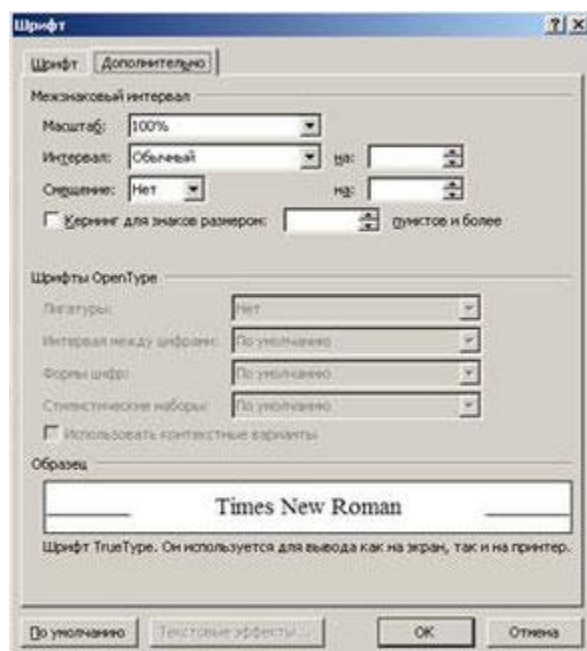 Шрифт
Шрифт Дополнительно
Межзнаковый интервал
Масштаб: 100%
Интервал: Обычный на:
Смещение: Нет на:
Кернинг для знаков размером: пунктов и более
Шрифты OpenType
Лигатуры: Нет
Интервал между цифрами: По умолчанию
Формы цифр: По умолчанию
Стилистические наборы: По умолчанию
Использовать контекстные варианты
Образец
Times New Roman
Шрифт TrueType. Он используется для вывода как на экран, так и на принтер.
По умолчанию Текстовые эффекты... ОК Отмена